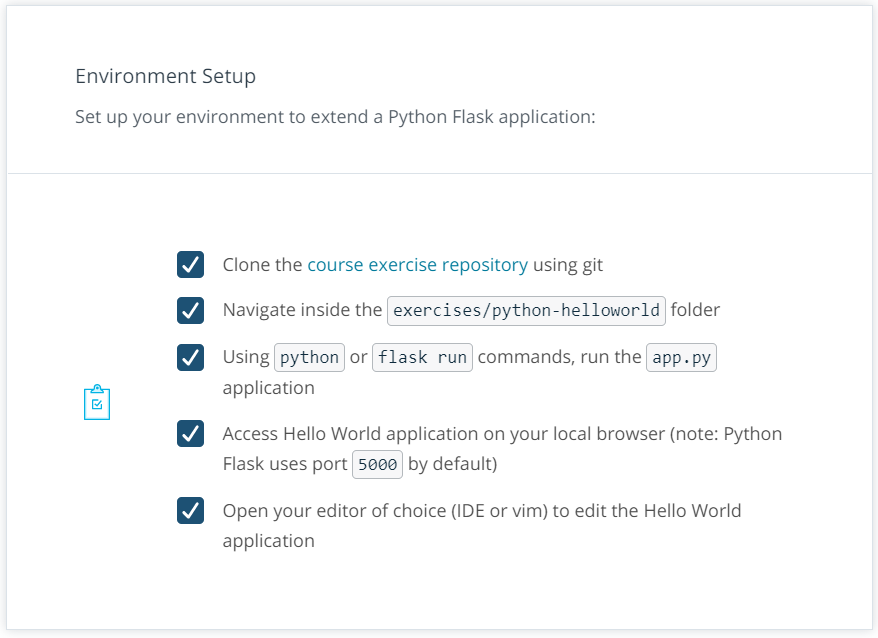 Environment Setup
Set up your environment to extend a Python Flask application:
Clone the course exercise repository using git
Navigate inside the exercises/python-helloworld folder
Using python or flask run commands, run the app.py
application
Access Hello World application on your local browser (note: Python
Flask uses port 5000 by default)
Open your editor of choice (IDE or vim) to edit the Hello World
application